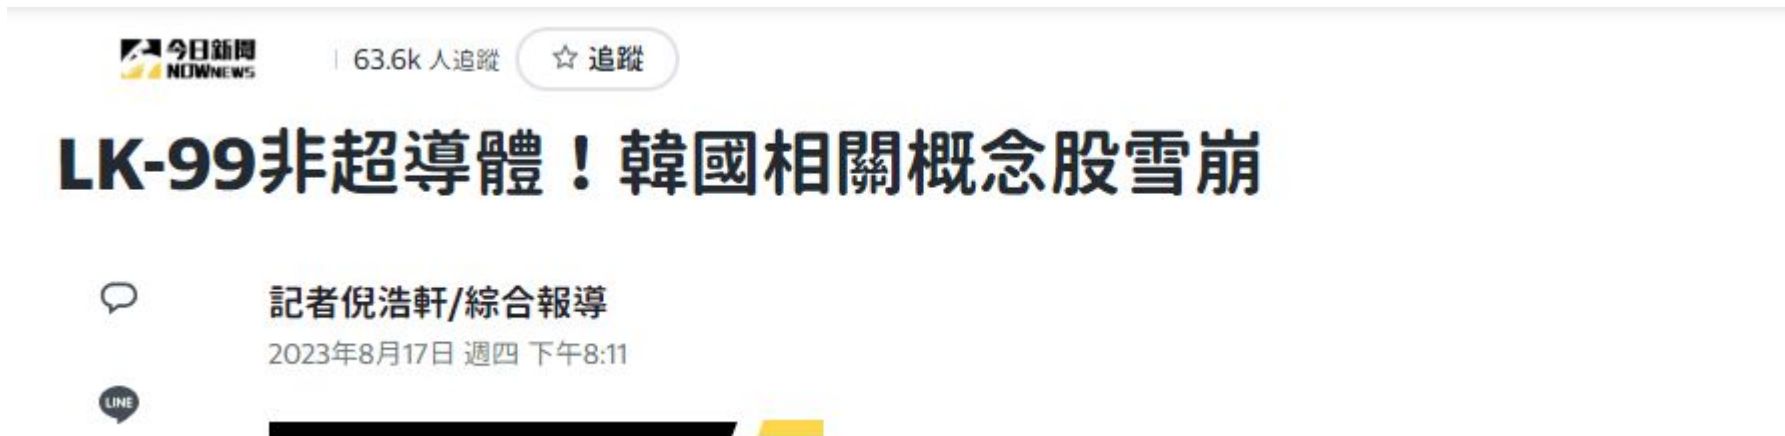 今日新聞
NOWNEWS
63.6k 人追蹤 ☆ 追蹤
LK-99非超導體！韓國相關概念股雪崩
記者倪浩軒/綜合報導
2023年8月17日 週四 下午8:11
LINE